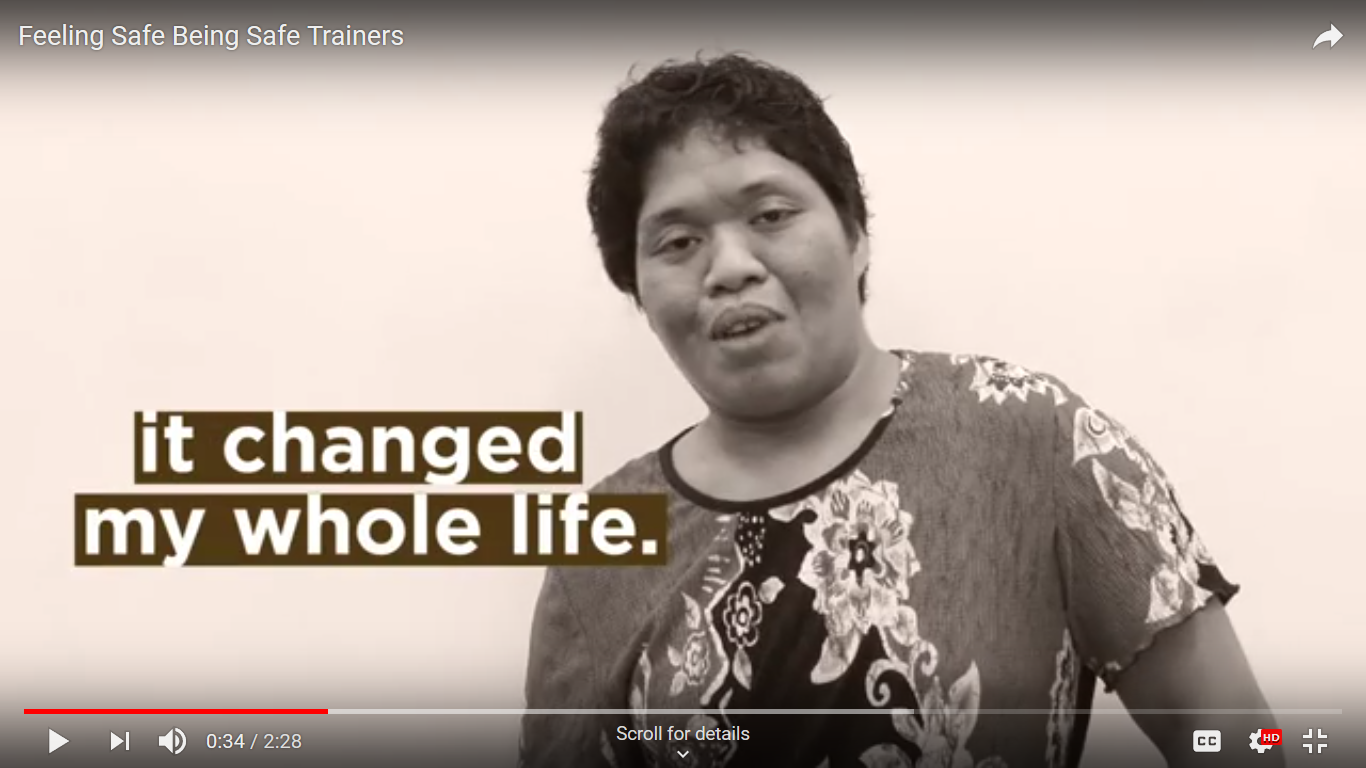 Feeling Safe Being Safe Trainers
it changed
my whole life.
0:34 / 2:28
Scroll for details
CC
HD